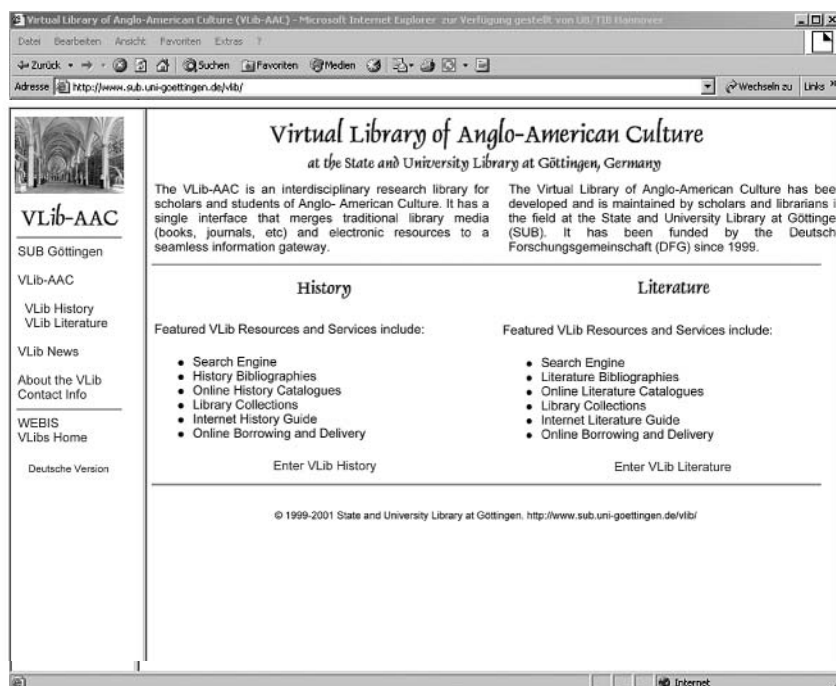 Virtual Library of Anglo-American Culture (VLib-AAC) - Microsoft Internet Explorer zur Verfügung gestellt von UB/TIB Hannover
Datei Bearbeiten Ansicht Favoriten Extras ?
Zurück Suchen Favoriten Medien
Adresse http://www.sub.uni-goettingen.de/vlib/ Wechseln zu Links »
VLib-AAC
SUB Göttingen
VLib-AAC
VLib History
VLib Literature
VLib News
About the VLib
Contact Info
WEBIS
VLibs Home
Deutsche Version
Virtual Library of Anglo-American Culture
at the State and University Library at Göttingen, Germany
The VLib-AAC is an interdisciplinary research library for
scholars and students of Anglo- American Culture. It has a
single interface that merges traditional library media
(books, journals, etc) and electronic resources to a
seamless information gateway.
The Virtual Library of Anglo-American Culture has bee
developed and is maintained by scholars and librarians i
the field at the State and University Library at Göttinge
(SUB). It has been funded by the Deutsch
Forschungsgemeinschaft (DFG) since 1999.
History
Featured VLib Resources and Services include:
• Search Engine
• History Bibliographies
• Online History Catalogues
• Library Collections
• Internet History Guide
• Online Borrowing and Delivery
Enter VLib History
Literature
Featured VLib Resources and Services include:
• Search Engine
• Literature Bibliographies
• Online Literature Catalogues
• Library Collections
• Internet Literature Guide
• Online Borrowing and Delivery
Enter VLib Literature
© 1999-2001 State and University Library at Göttingen. http://www.sub.uni-goettingen.de/vlib/
Internet